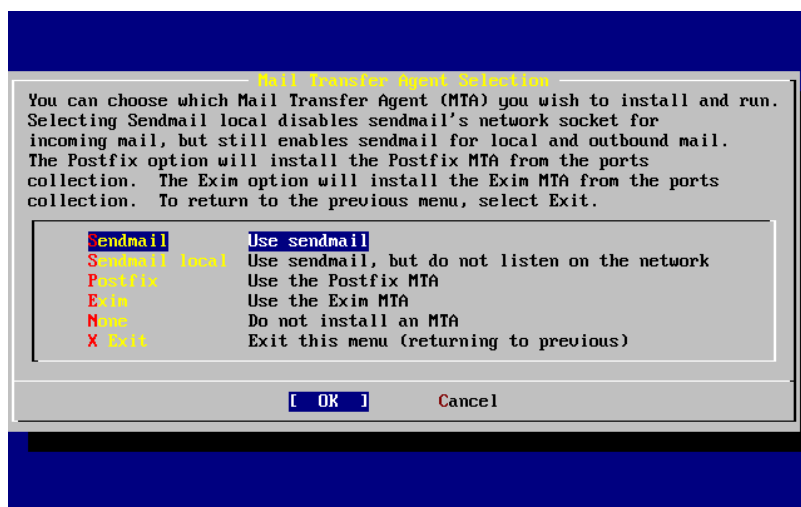 Mail Transfer Agent Selection
You can choose which Mail Transfer Agent (MTA) you wish to install and run.
Selecting Sendmail local disables sendmail's network socket for
incoming mail, but still enables sendmail for local and outbound mail.
The Postfix option will install the Postfix MTA from the ports
collection.  The Exim option will install the Exim MTA from the ports
collection.  To return to the previous menu, select Exit.
Sendmail Use sendmail
Sendmail local Use sendmail, but do not listen on the network
Postfix Use the Postfix MTA
Exim Use the Exim MTA
None Do not install an MTA
X Exit Exit this menu (returning to previous)
[ OK ] Cancel